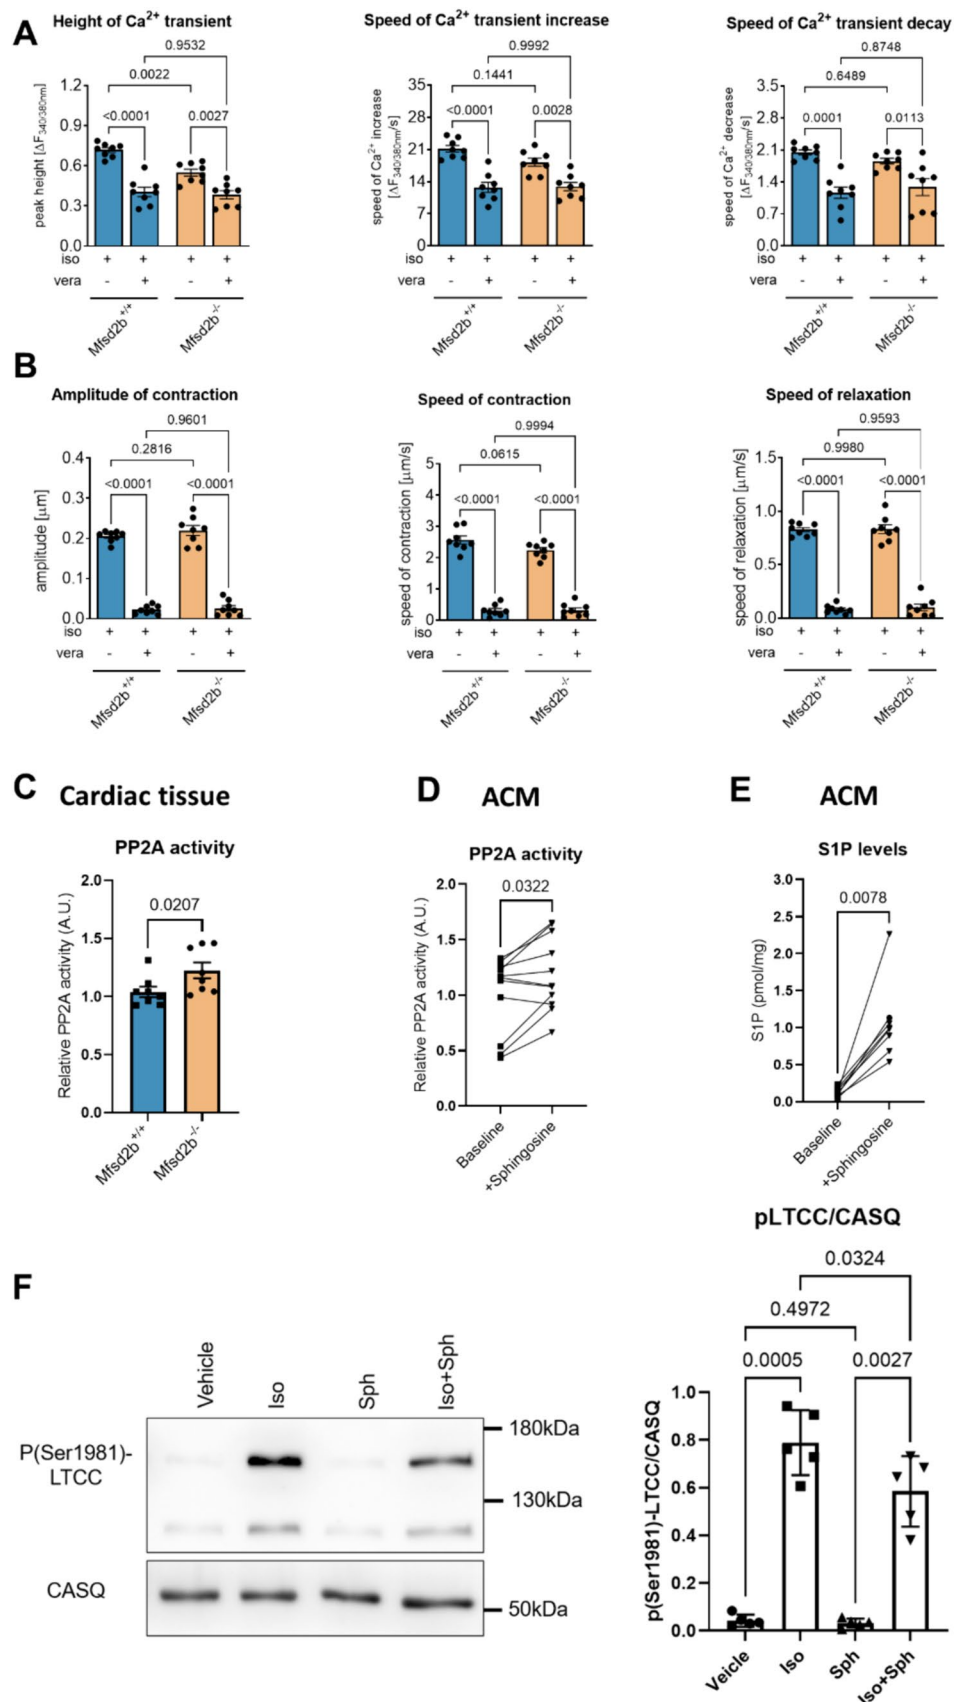 A
Height of Ca2+ transient
Speed of Ca2+ transient increase
Speed of Ca2+ transient decay
peak height [ΔF340/380nm]
1.2
0.9
0.6
0.3
0.0
0.9532
0.0022
<0.0001
0.0027
iso + + + +
vera - + - +
Mfsd2b+/+
Mfsd2b-/-
speed of Ca2+ increase
[ΔF340/380nm/s]
35
28
21
14
7
0
0.9992
0.1441
<0.0001
0.0028
iso + + + +
vera - + - +
Mfsd2b+/+
Mfsd2b-/-
speed of Ca2+ decrease
[ΔF340/380nm/s]
3.5
2.8
2.1
1.4
0.7
0.0
0.8748
0.6489
0.0001
0.0113
iso + + + +
vera - + - +
Mfsd2b+/+
Mfsd2b-/-
B
Amplitude of contraction
Speed of contraction
Speed of relaxation
amplitude [µm]
0.4
0.3
0.2
0.1
0.0
0.9601
0.2816
<0.0001
<0.0001
iso + + + +
vera - + - +
Mfsd2b+/+
Mfsd2b-/-
speed of contraction [µm/s]
5
4
3
2
1
0
0.9994
0.0615
<0.0001
<0.0001
iso + + + +
vera - + - +
Mfsd2b+/+
Mfsd2b-/-
speed of relaxation [µm/s]
1.5
1.0
0.5
0.0
0.9593
0.9980
<0.0001
<0.0001
iso + + + +
vera - + - +
Mfsd2b+/+
Mfsd2b-/-
C
Cardiac tissue
PP2A activity
Relative PP2A activity (A.U.)
2.0
1.5
1.0
0.5
0.0
0.0207
Mfsd2b+/+
Mfsd2b-/-
D
ACM
PP2A activity
Relative PP2A activity (A.U.)
2.0
1.5
1.0
0.5
0.0
0.0322
Baseline
+Sphingosine
E
ACM
S1P levels
S1P (pmol/mg)
3.0
2.5
2.0
1.5
1.0
0.5
0.0
0.0078
Baseline
+Sphingosine
F
Vehicle
Iso
Sph
Iso+Sph
P(Ser1981)-
LTCC
180kDa
130kDa
CASQ
50kDa
pLTCC/CASQ
0.0324
0.4972
0.0005
0.0027
p(Ser1981)-LTCC/CASQ
1.0
0.8
0.6
0.4
0.2
0.0
Veicle
Iso
Sph
Iso+Sph